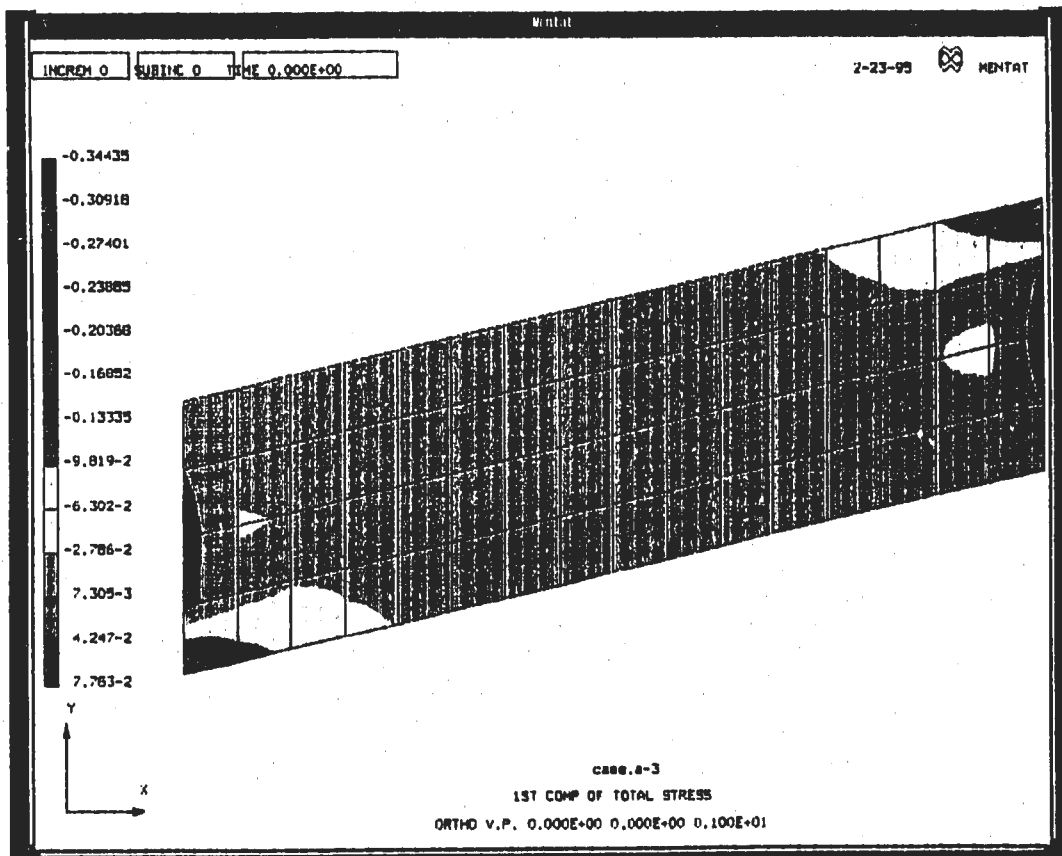 Mentat
INCREM 0 SUBINC 0 TIME 0.000E+00
2-23-95 MENTAT
-0.34435
-0.30918
-0.27401
-0.23885
-0.20368
-0.16852
-0.13335
-9.819-2
-6.302-2
-2.786-2
7.305-3
4.247-2
7.763-2
Y
X
case.a-3
1ST COMP OF TOTAL STRESS
ORTHO V.P. 0.000E+00 0.000E+00 0.100E+01